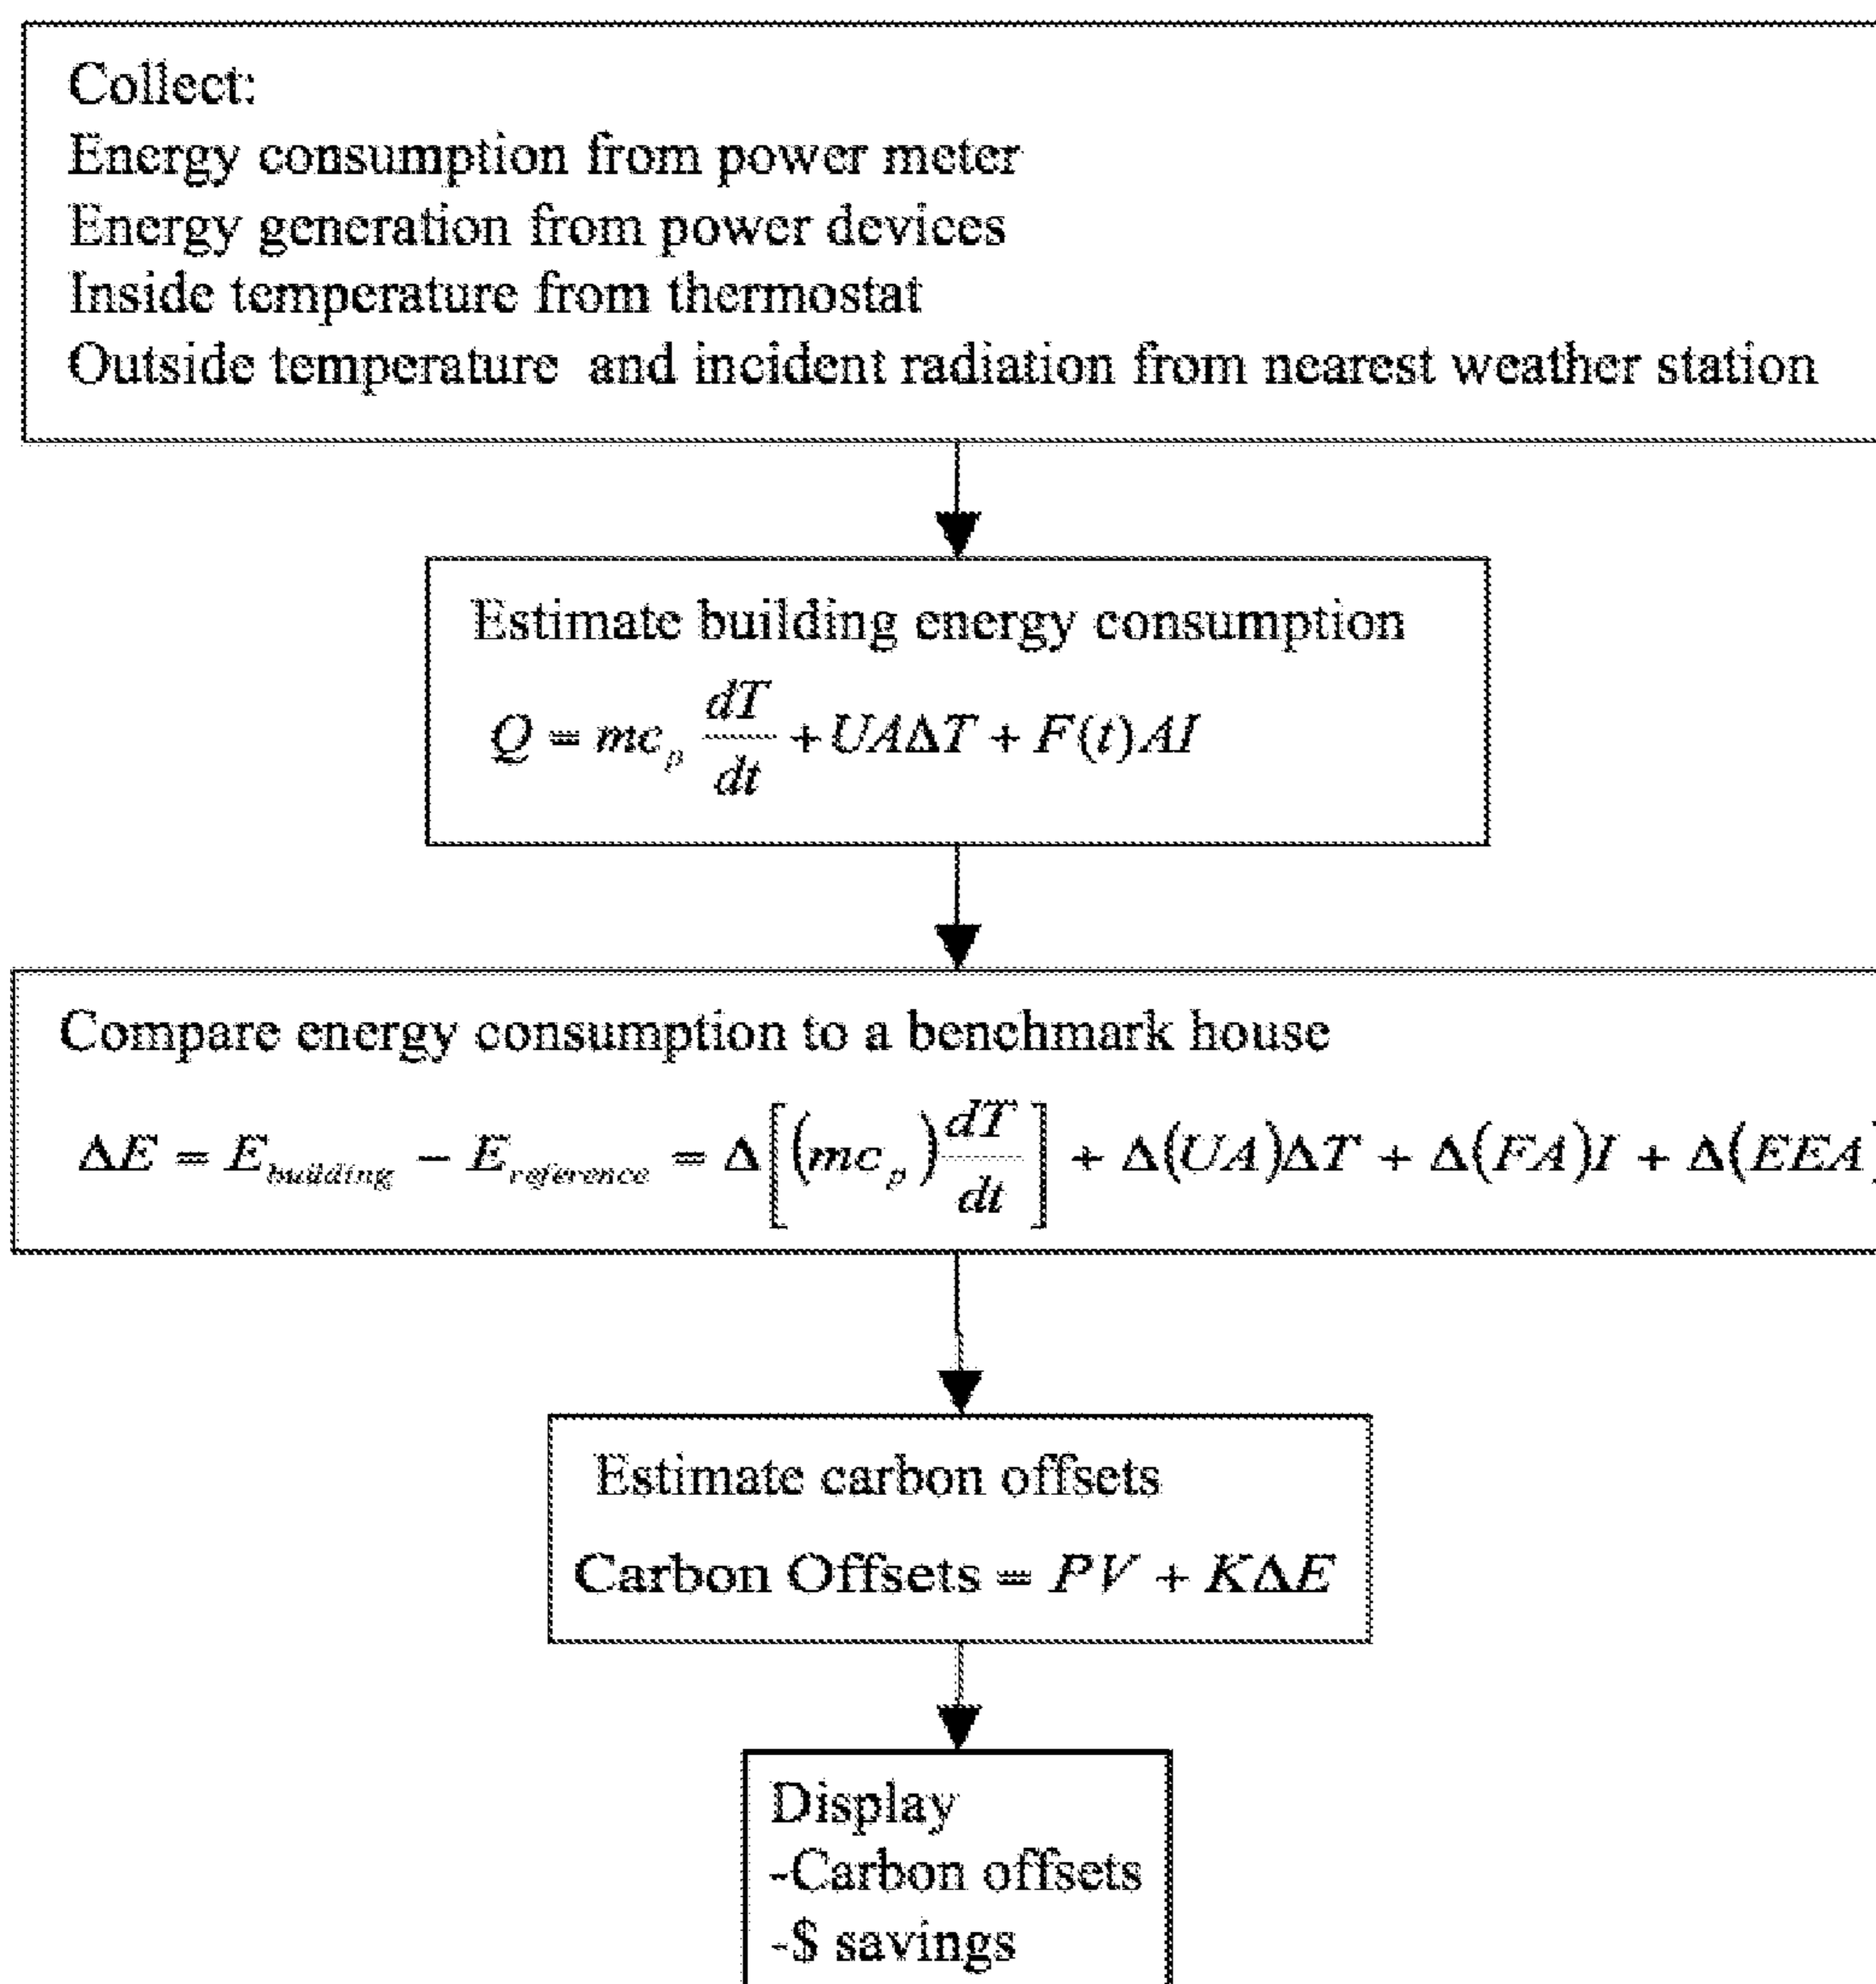 Collect:
Energy consumption from power meter
Energy generation from power devices
Inside temperature from thermostat
Outside temperature and incident radiation from nearest weather station
Estimate building energy consumption
Q = mc_p dT/dt + UAΔT + F(t)AI
Compare energy consumption to a benchmark house
ΔE = E_building − E_reference = Δ[(mc_p)dT/dt] + Δ(UA)ΔT + Δ(FA)I + Δ(EEA)
Estimate carbon offsets
Carbon Offsets = PV + KΔE
Display
-Carbon offsets
-$ savings